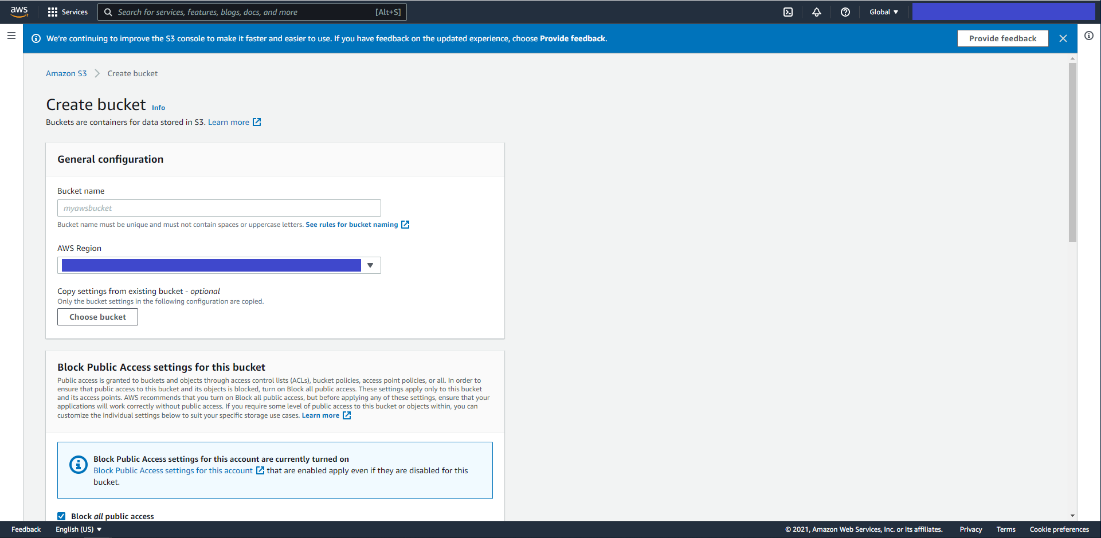 aws
Services
Search for services, features, blogs, docs, and more
[Alt+S]
Global
We're continuing to improve the S3 console to make it faster and easier to use. If you have feedback on the updated experience, choose Provide feedback.
Provide feedback
Amazon S3
Create bucket
Create bucket Info
Buckets are containers for data stored in S3. Learn more
General configuration
Bucket name
myawsbucket
Bucket name must be unique and must not contain spaces or uppercase letters. See rules for bucket naming
AWS Region
Copy settings from existing bucket - optional
Only the bucket settings in the following configuration are copied.
Choose bucket
Block Public Access settings for this bucket
Public access is granted to buckets and objects through access control lists (ACLs), bucket policies, access point policies, or all. In order to
ensure that public access to this bucket and its objects is blocked, turn on Block all public access. These settings apply only to this bucket
and its access points. AWS recommends that you turn on Block all public access, but before applying any of these settings, ensure that your
applications will work correctly without public access. If you require some level of public access to this bucket or objects within, you can
customize the individual settings below to suit your specific storage use cases. Learn more
Block Public Access settings for this account are currently turned on
Block Public Access settings for this account that are enabled apply even if they are disabled for this
bucket.
Block all public access
Feedback
English (US)
© 2021, Amazon Web Services, Inc. or its affiliates.
Privacy
Terms
Cookie preferences